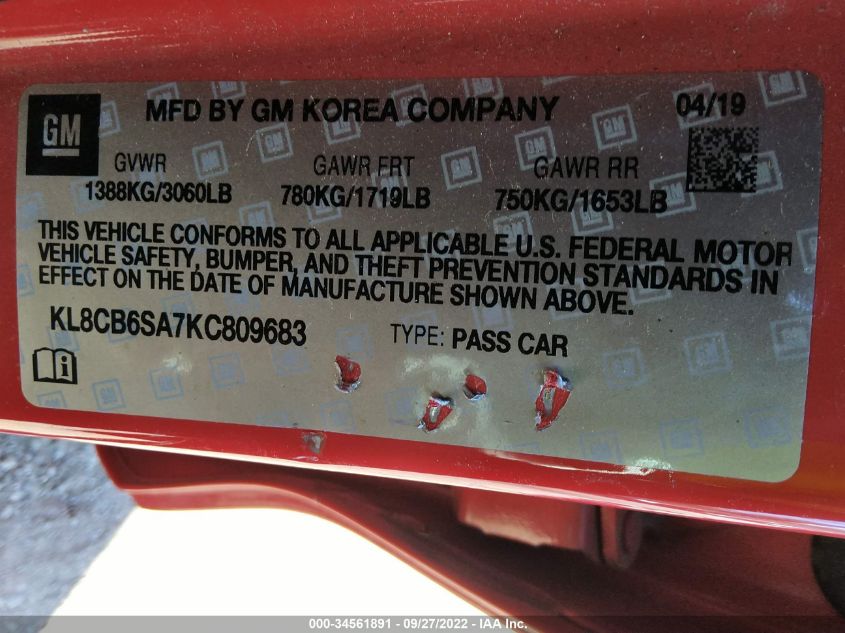 GM
MFD BY GM KOREA COMPANY
04/19
GVWR
GAWR FRT
GAWR RR
1388KG/3060LB
780KG/1719LB
750KG/1653LB
THIS VEHICLE CONFORMS TO ALL APPLICABLE U.S. FEDERAL MOTOR
VEHICLE SAFETY, BUMPER, AND THEFT PREVENTION STANDARDS IN
EFFECT ON THE DATE OF MANUFACTURE SHOWN ABOVE.
KL8CB6SA7KC809683
TYPE: PASS CAR
000-34561891 - 09/27/2022 - IAA Inc.